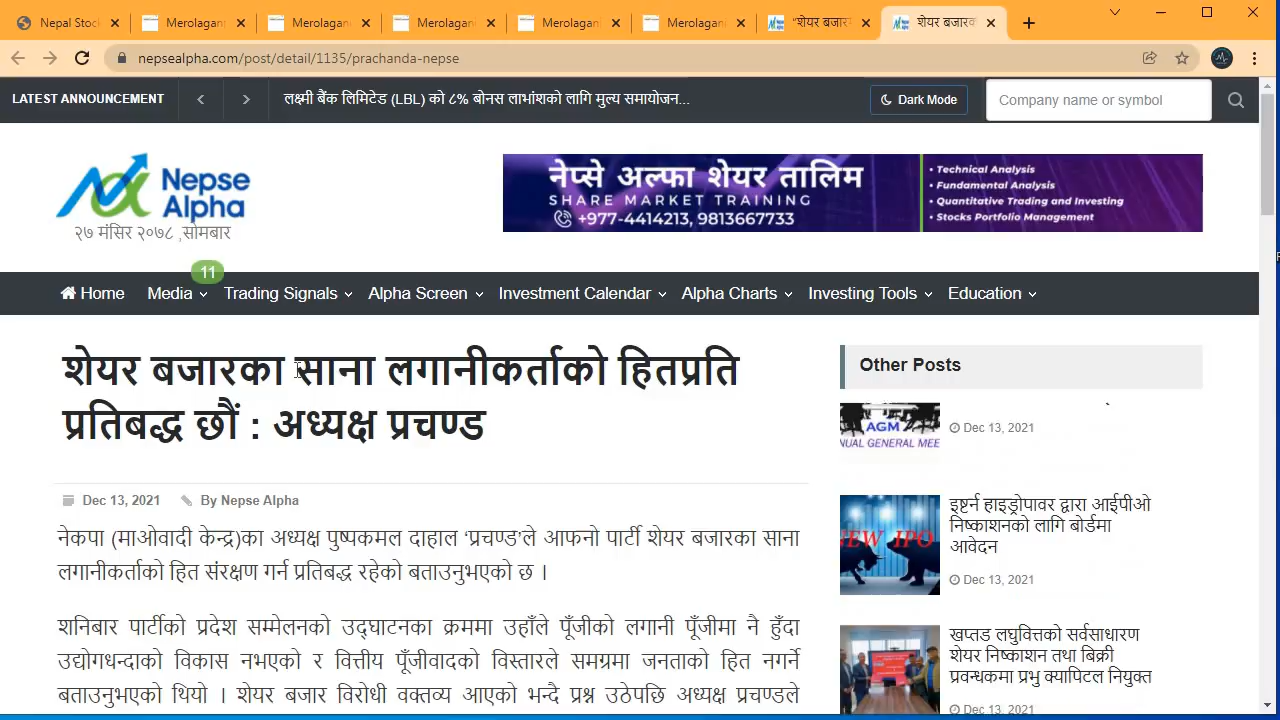 Nepal Stoc
Merolagan
Merolagan
Merolagan
Merolagan
Merolagan
"शेयर बजार
शेयर बजारक
nepsealpha.com/post/detail/1135/prachanda-nepse
LATEST ANNOUNCEMENT
लक्ष्मी बैंक लिमिटेड (LBL) को ८% बोनस लाभांशको लागि मुल्य समायोजन...
Dark Mode
Company name or symbol
Nepse
Alpha
२७ मंसिर २०७८ ,सोमबार
नेप्से अल्फा शेयर तालिम
SHARE MARKET TRAINING
+977-4414213, 9813667733
• Technical Analysis
• Fundamental Analysis
• Quantitative Trading and Investing
• Stocks Portfolio Management
11
Home Media Trading Signals Alpha Screen Investment Calendar Alpha Charts Investing Tools Education
शेयर बजारका साना लगानीकर्ताको हितप्रति
प्रतिबद्ध छौं : अध्यक्ष प्रचण्ड
Dec 13, 2021 By Nepse Alpha
नेकपा (माओवादी केन्द्र)का अध्यक्ष पुष्पकमल दाहाल ‘प्रचण्ड’ले आफनो पार्टी शेयर बजारका साना
लगानीकर्ताको हित संरक्षण गर्न प्रतिबद्ध रहेको बताउनुभएको छ ।
शनिबार पार्टीको प्रदेश सम्मेलनको उद्घाटनका क्रममा उहाँले पूँजीको लगानी पूँजीमा नै हुँदा
उद्योगधन्दाको विकास नभएको र वित्तीय पूँजीवादको विस्तारले समग्रमा जनताको हित नगर्ने
बताउनुभएको थियो । शेयर बजार विरोधी वक्तव्य आएको भन्दै प्रश्न उठेपछि अध्यक्ष प्रचण्डले
Other Posts
AGM
NUAL GENERAL MEE
Dec 13, 2021
NEW IPO
इष्टर्न हाइड्रोपावर द्वारा आईपीओ
निष्काशनको लागि बोर्डमा
आवेदन
Dec 13, 2021
खप्तड लघुवित्तको सर्वसाधारण
शेयर निष्काशन तथा बिक्री
प्रवन्धकमा प्रभु क्यापिटल नियुक्त
Dec 13, 2021